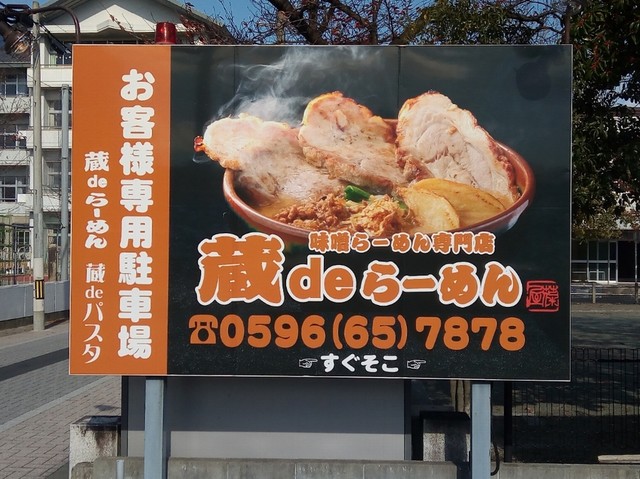 お客様専用駐車場
蔵deらーめん 蔵deパスタ
味噌らーめん専門店
蔵deらーめん
☎0596(65)7878
☞すぐそこ☞